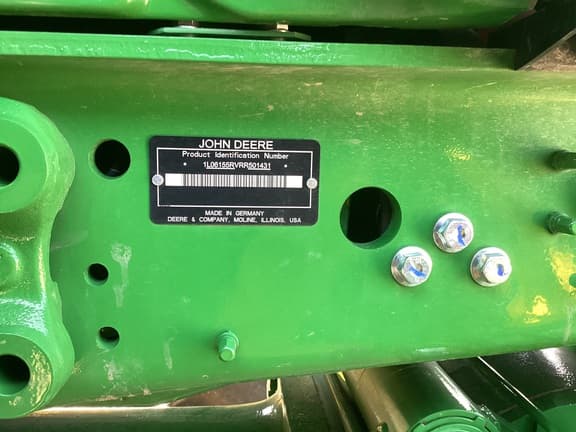 JOHN DEERE
Product Identification Number
* 1L06155RVRR501431 *
MADE IN GERMANY
DEERE & COMPANY, MOLINE, ILLINOIS, USA